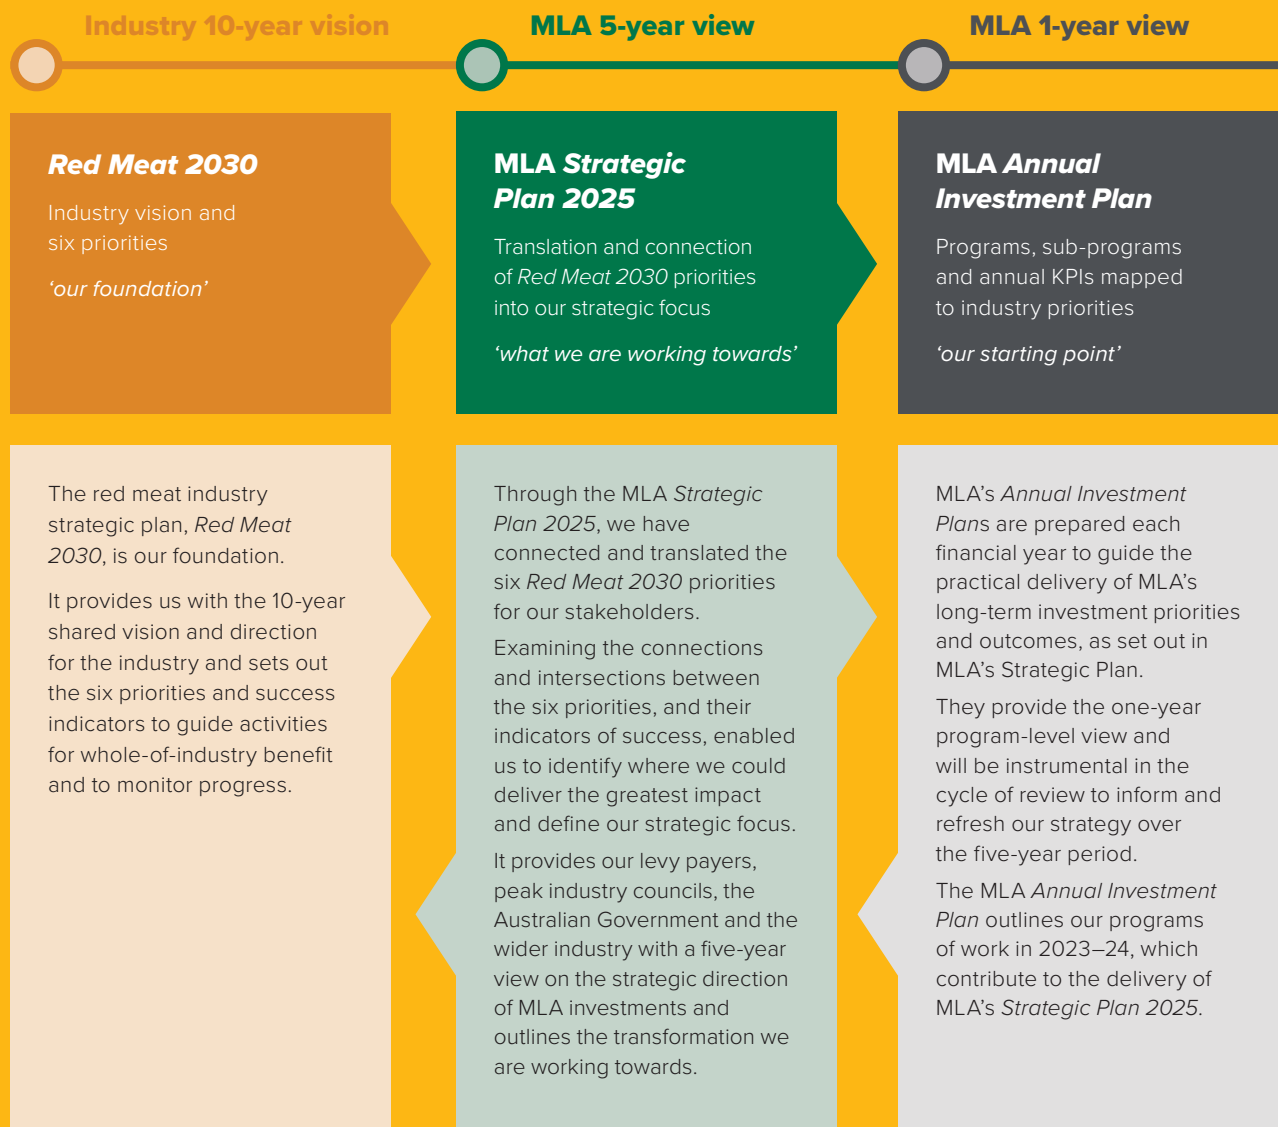 Industry 10-year vision
MLA 5-year view
MLA 1-year view
Red Meat 2030
Industry vision and
six priorities
‘our foundation’
MLA Strategic
Plan 2025
Translation and connection
of Red Meat 2030 priorities
into our strategic focus
‘what we are working towards’
MLA Annual
Investment Plan
Programs, sub-programs
and annual KPIs mapped
to industry priorities
‘our starting point’
The red meat industry
strategic plan, Red Meat
2030, is our foundation.
It provides us with the 10-year
shared vision and direction
for the industry and sets out
the six priorities and success
indicators to guide activities
for whole-of-industry benefit
and to monitor progress.
Through the MLA Strategic
Plan 2025, we have
connected and translated the
six Red Meat 2030 priorities
for our stakeholders.
Examining the connections
and intersections between
the six priorities, and their
indicators of success, enabled
us to identify where we could
deliver the greatest impact
and define our strategic focus.
It provides our levy payers,
peak industry councils, the
Australian Government and the
wider industry with a five-year
view on the strategic direction
of MLA investments and
outlines the transformation we
are working towards.
MLA’s Annual Investment
Plans are prepared each
financial year to guide the
practical delivery of MLA’s
long-term investment priorities
and outcomes, as set out in
MLA’s Strategic Plan.
They provide the one-year
program-level view and
will be instrumental in the
cycle of review to inform and
refresh our strategy over
the five-year period.
The MLA Annual Investment
Plan outlines our programs
of work in 2023–24, which
contribute to the delivery of
MLA’s Strategic Plan 2025.